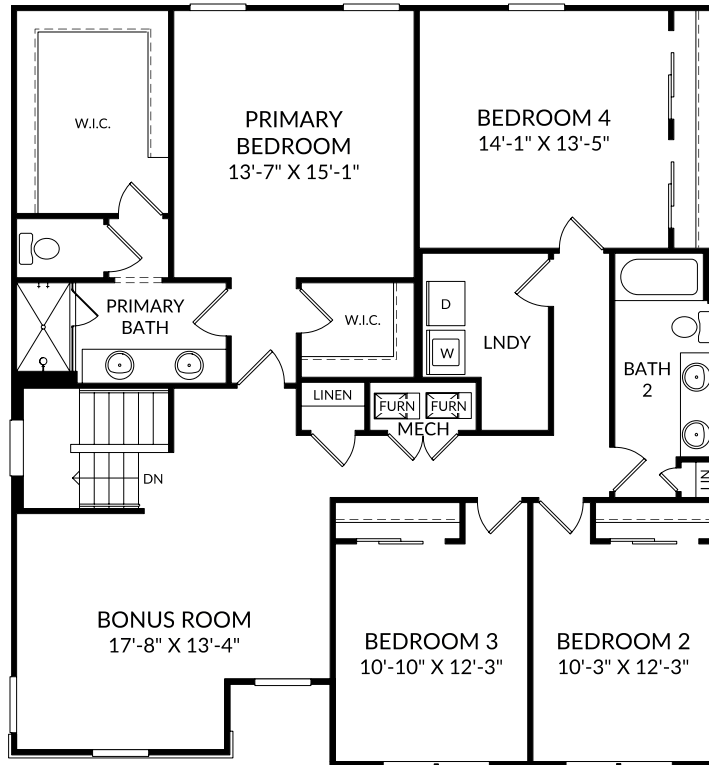 W.I.C.
PRIMARY
BEDROOM
13'-7" X 15'-1"
BEDROOM 4
14'-1" X 13'-5"
PRIMARY
BATH
W.I.C.
D
W
LNDY
BATH
2
LINEN
FURN
FURN
MECH
DN
LIN
BONUS ROOM
17'-8" X 13'-4"
BEDROOM 3
10'-10" X 12'-3"
BEDROOM 2
10'-3" X 12'-3"